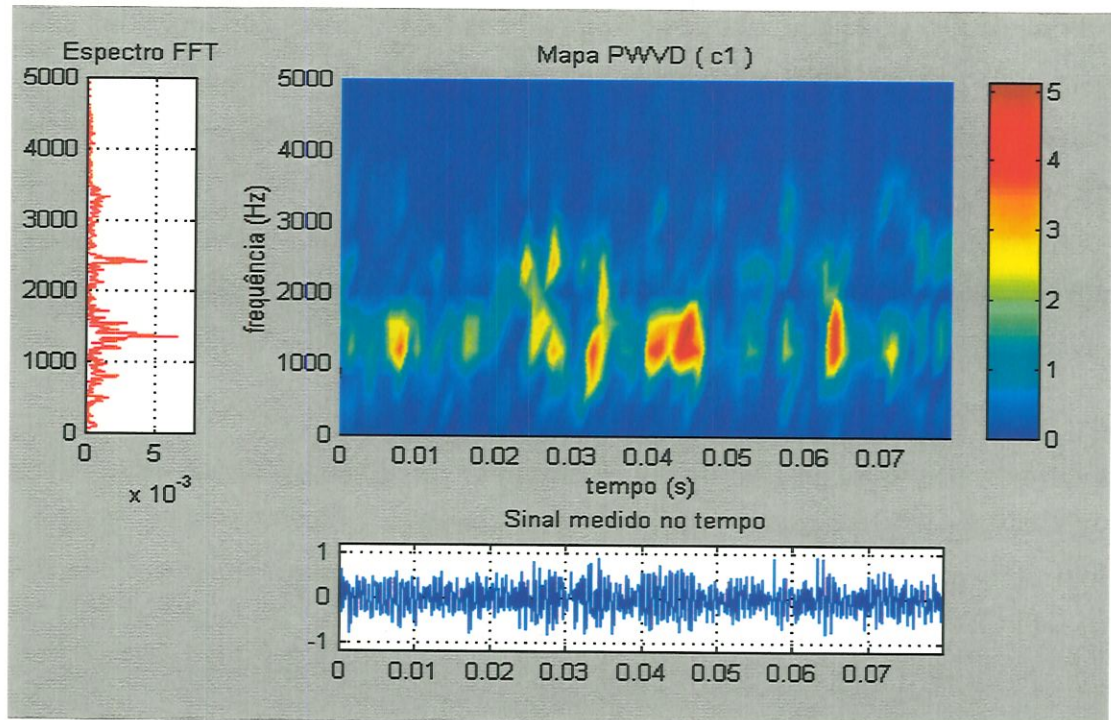 Espectro FFT
5000
4000
3000
2000
1000
0
0 5
x 10-3
Mapa PWVD ( c1 )
5000
4000
3000
2000
1000
0
frequência (Hz)
0 0.01 0.02 0.03 0.04 0.05 0.06 0.07
tempo (s)
5
4
3
2
1
0
Sinal medido no tempo
1
0
-1
0 0.01 0.02 0.03 0.04 0.05 0.06 0.07